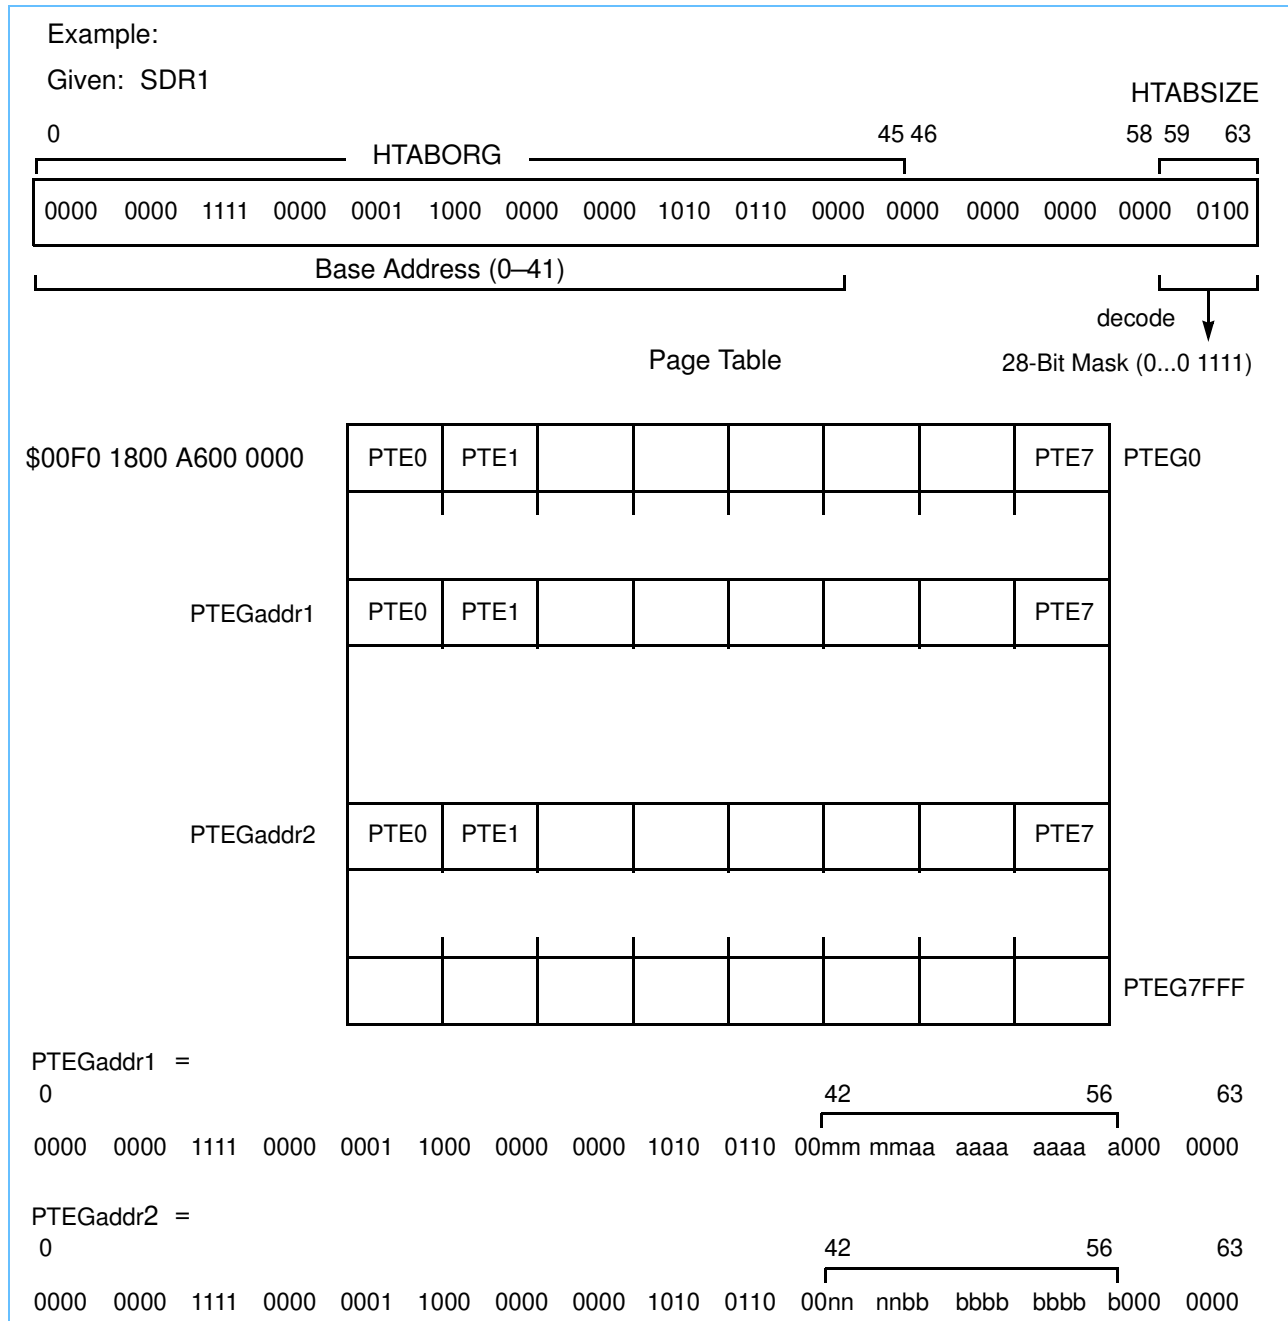 Example:
Given: SDR1
HTABSIZE
0 45 46 58 59 63
HTABORG
0000 0000 1111 0000 0001 1000 0000 0000 1010 0110 0000 0000 0000 0000 0000 0100
Base Address (0–41)
decode
Page Table 28-Bit Mask (0...0 1111)
$00F0 1800 A600 0000 PTE0 PTE1 PTE7 PTEG0
PTEGaddr1 PTE0 PTE1 PTE7
PTEGaddr2 PTE0 PTE1 PTE7
PTEG7FFF
PTEGaddr1 =
0 42 56 63
0000 0000 1111 0000 0001 1000 0000 0000 1010 0110 00mm mmaa aaaa aaaa a000 0000
PTEGaddr2 =
0 42 56 63
0000 0000 1111 0000 0001 1000 0000 0000 1010 0110 00nn nnbb bbbb bbbb b000 0000